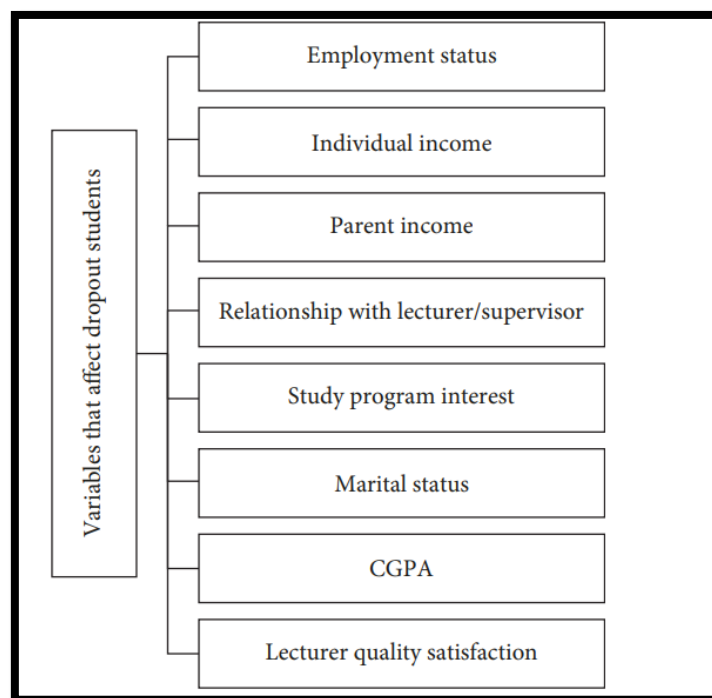 Variables that affect dropout students
Employment status
Individual income
Parent income
Relationship with lecturer/supervisor
Study program interest
Marital status
CGPA
Lecturer quality satisfaction